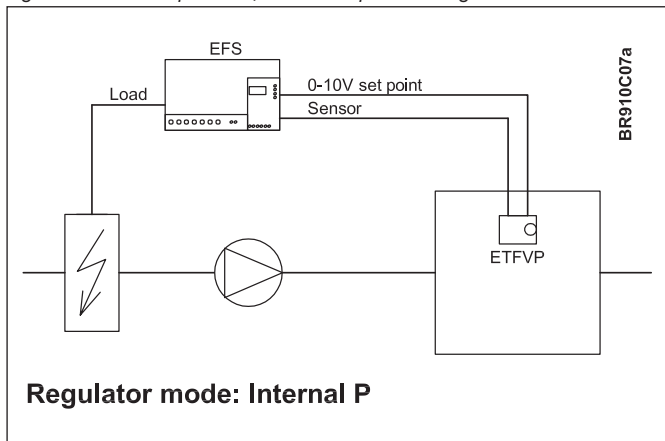 EFS
Load
0-10V set point
Sensor
BR910C07a
ETFVP
Regulator mode: Internal P